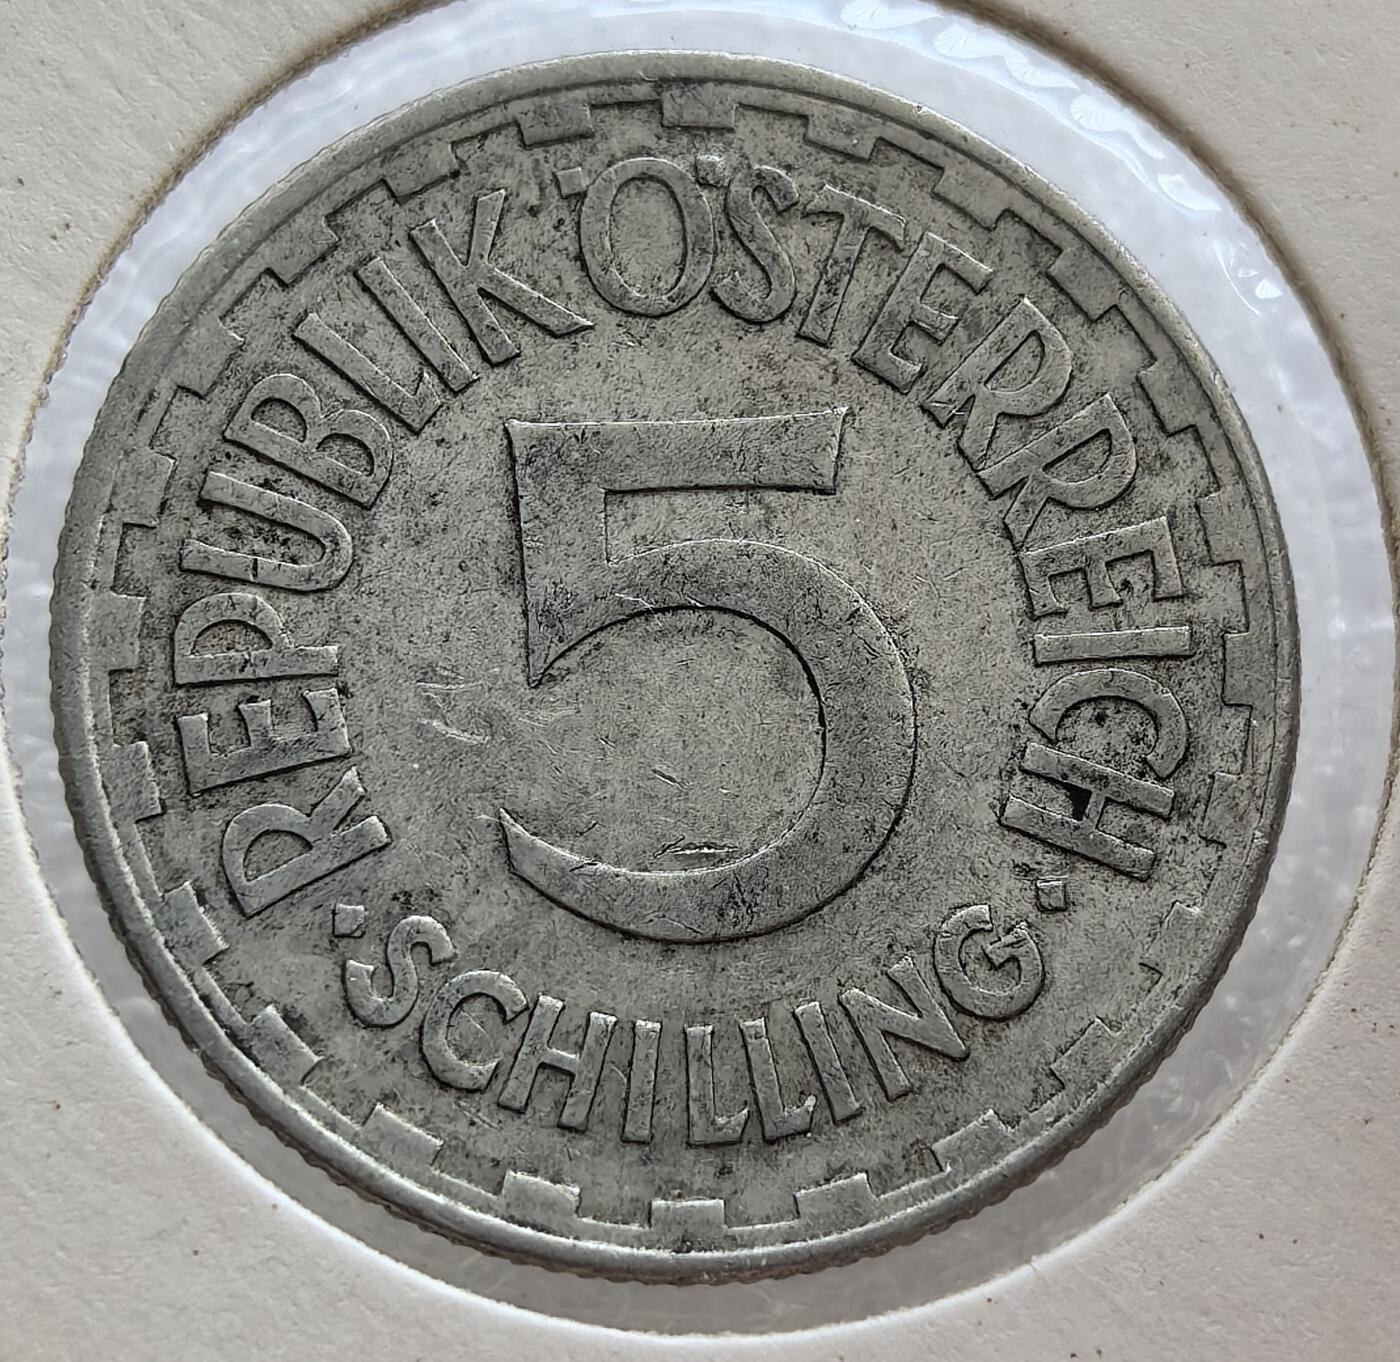 REPUBLIK ÖSTERREICH
5
· SCHILLING ·